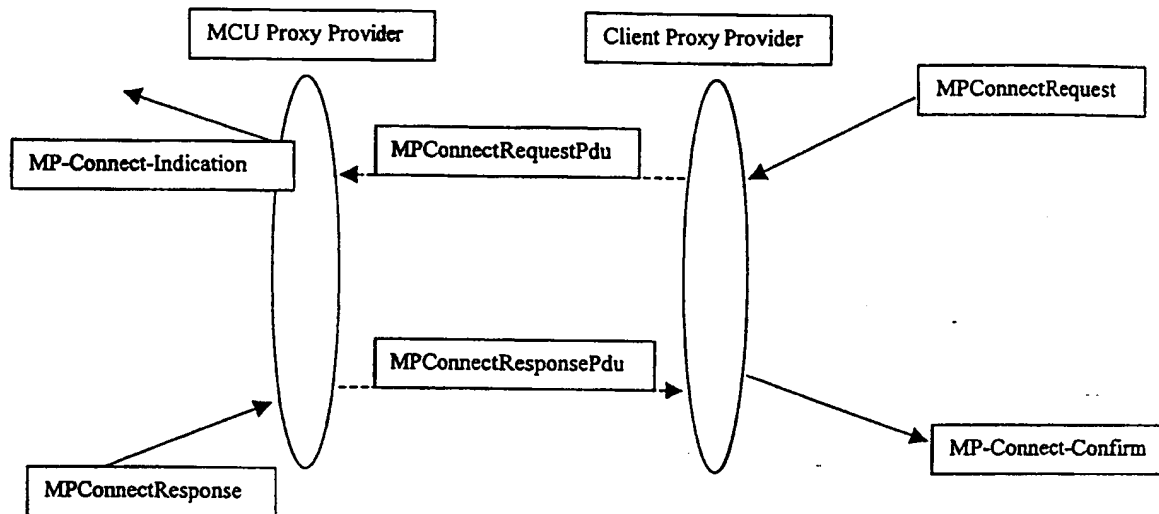 MCU Proxy Provider
Client Proxy Provider
MPConnectRequest
MP-Connect-Indication
MPConnectRequestPdu
MPConnectResponsePdu
MP-Connect-Confirm
MPConnectResponse